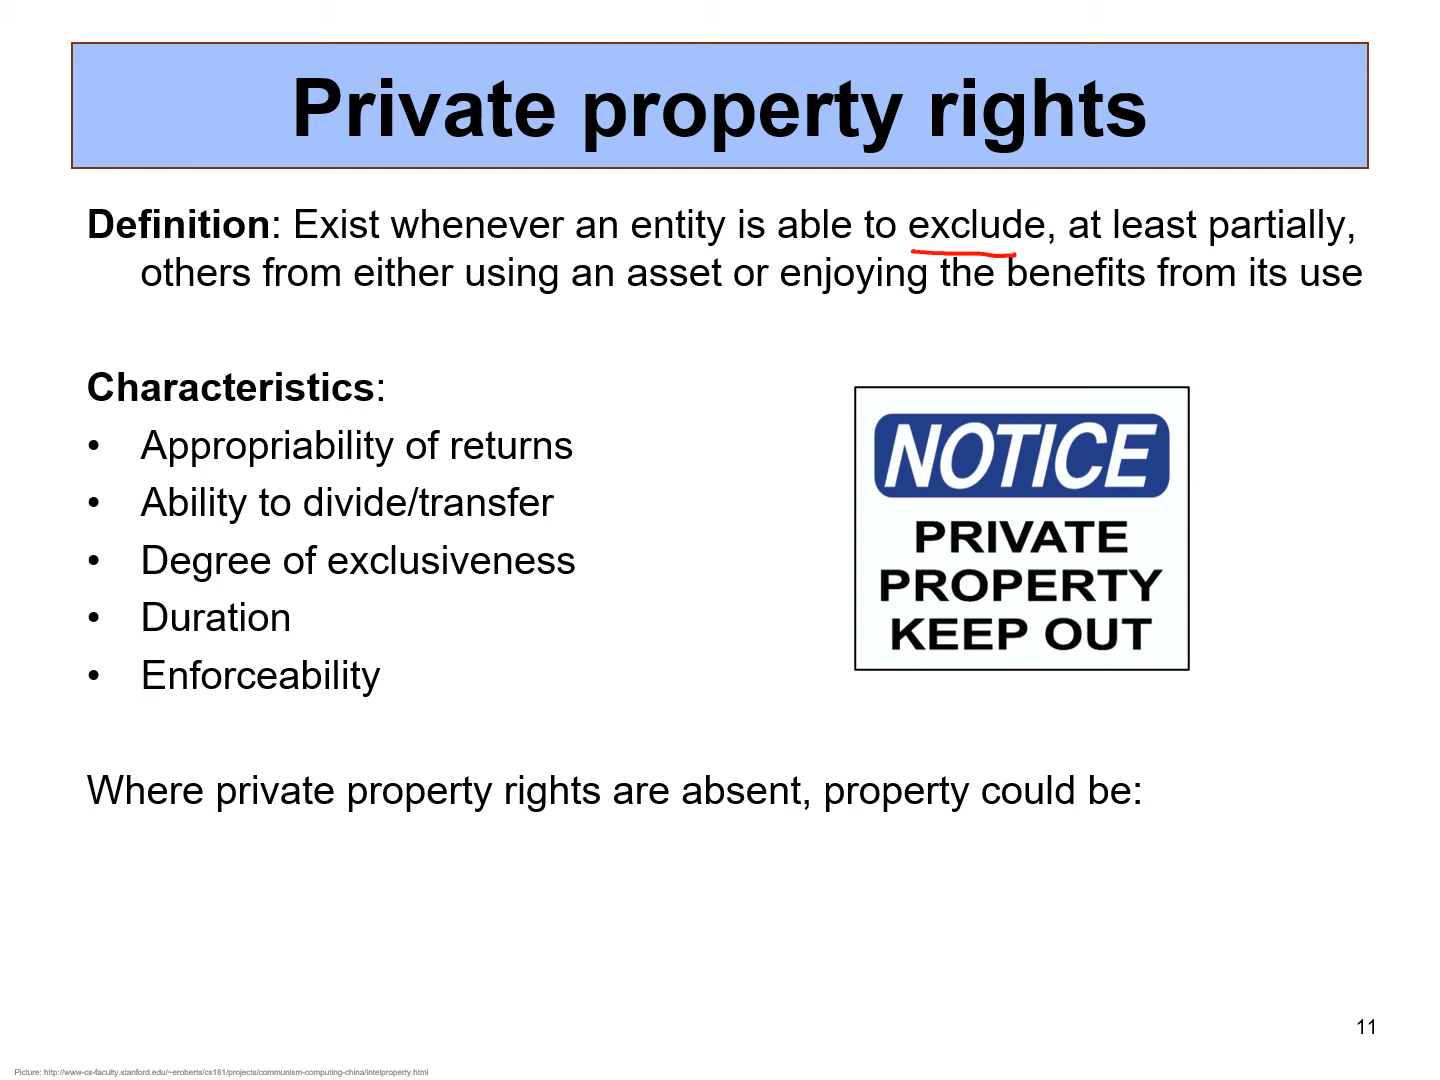 Private property rights
Definition: Exist whenever an entity is able to exclude, at least partially,
others from either using an asset or enjoying the benefits from its use
Characteristics:
• Appropriability of returns
• Ability to divide/transfer
• Degree of exclusiveness
• Duration
• Enforceability
NOTICE
PRIVATE
PROPERTY
KEEP OUT
Where private property rights are absent, property could be:
11
Picture: http://www-cs-faculty.stanford.edu/~eroberts/cs181/projects/communism-computing-china/intelproperty.html